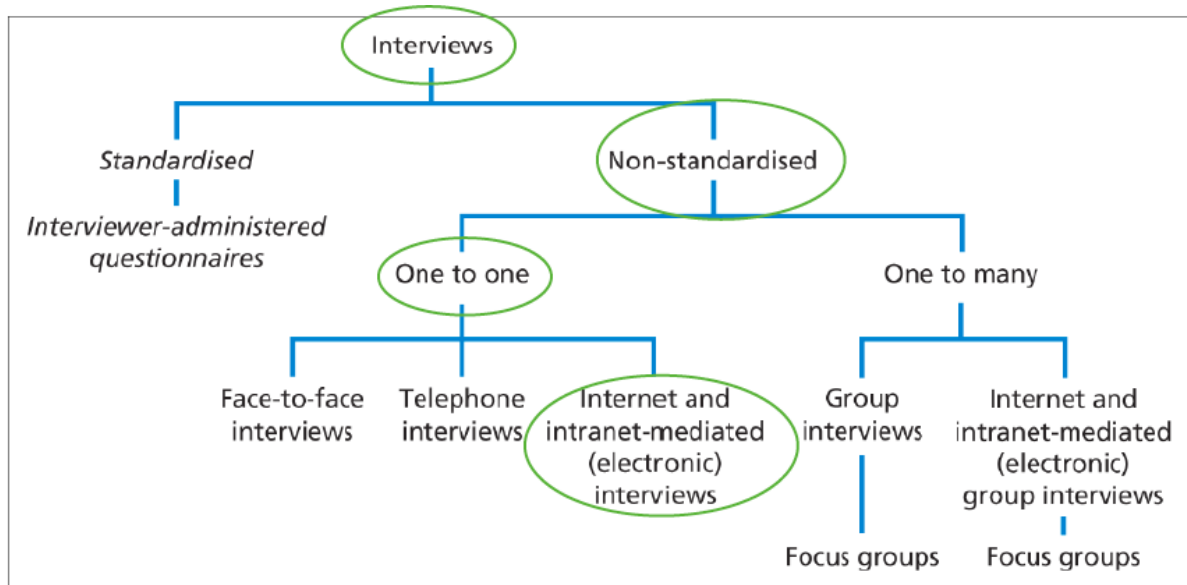 Interviews
Standardised
Non-standardised
Interviewer-administered
questionnaires
One to one
One to many
Face-to-face
interviews
Telephone
interviews
Internet and
intranet-mediated
(electronic)
interviews
Group
interviews
Internet and
intranet-mediated
(electronic)
group interviews
Focus groups
Focus groups